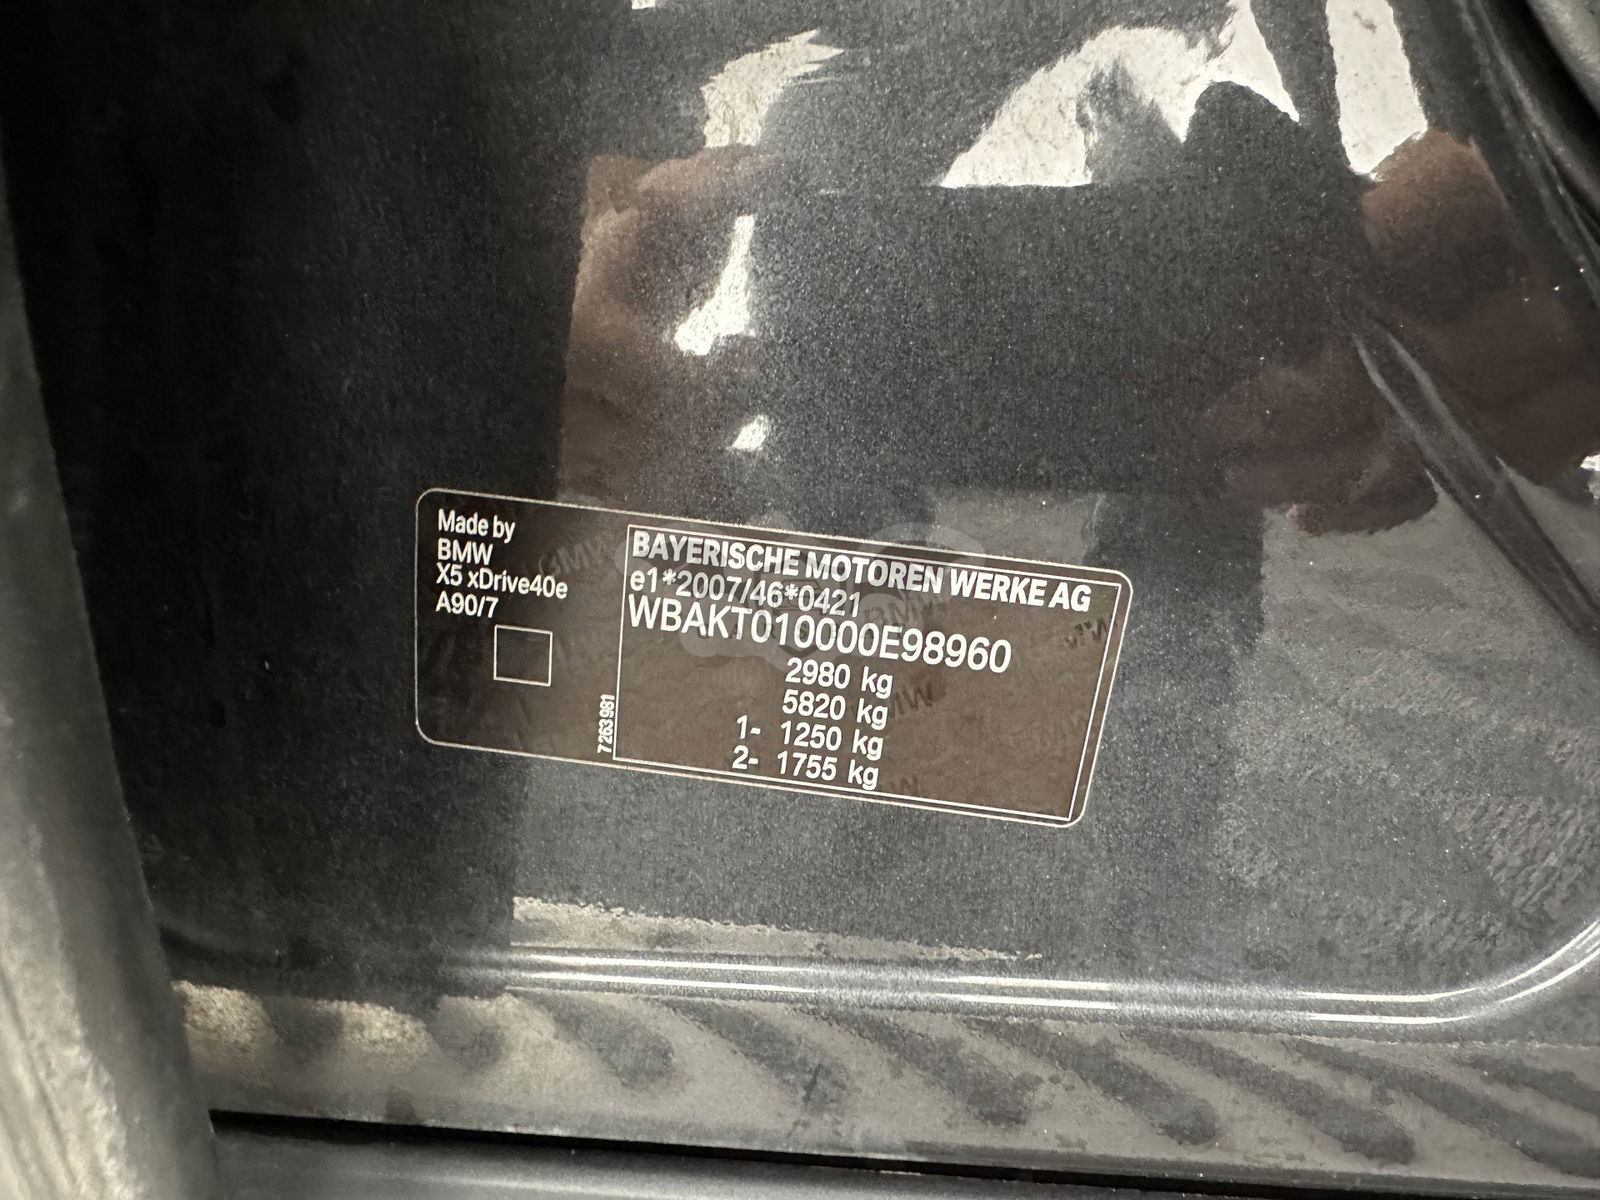 Made by
BMW
X5 xDrive40e
A90/7
7263981
BAYERISCHE MOTOREN WERKE AG
e1*2007/46*0421
WBAKT010000E98960
2980 kg
5820 kg
1- 1250 kg
2- 1755 kg